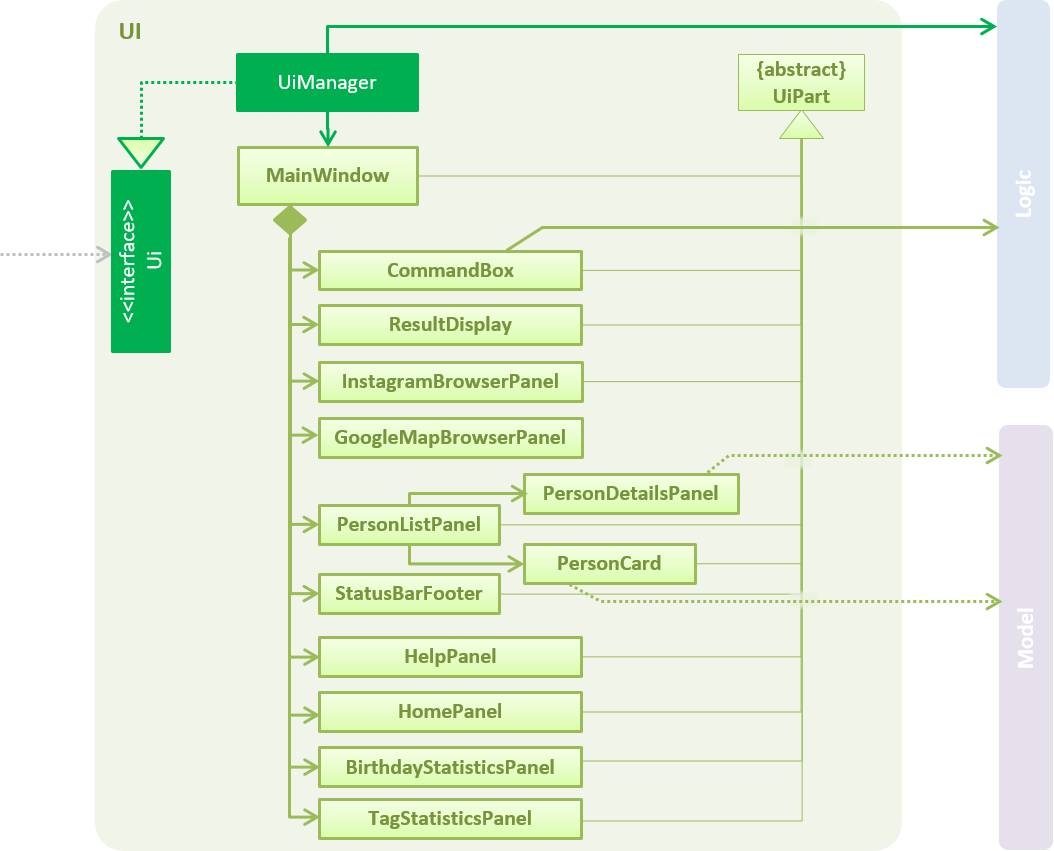 UI
UiManager
{abstract}
UiPart
MainWindow
<<interface>>
Ui
Logic
CommandBox
ResultDisplay
InstagramBrowserPanel
GoogleMapBrowserPanel
PersonDetailsPanel
PersonListPanel
PersonCard
StatusBarFooter
Model
HelpPanel
HomePanel
BirthdayStatisticsPanel
TagStatisticsPanel